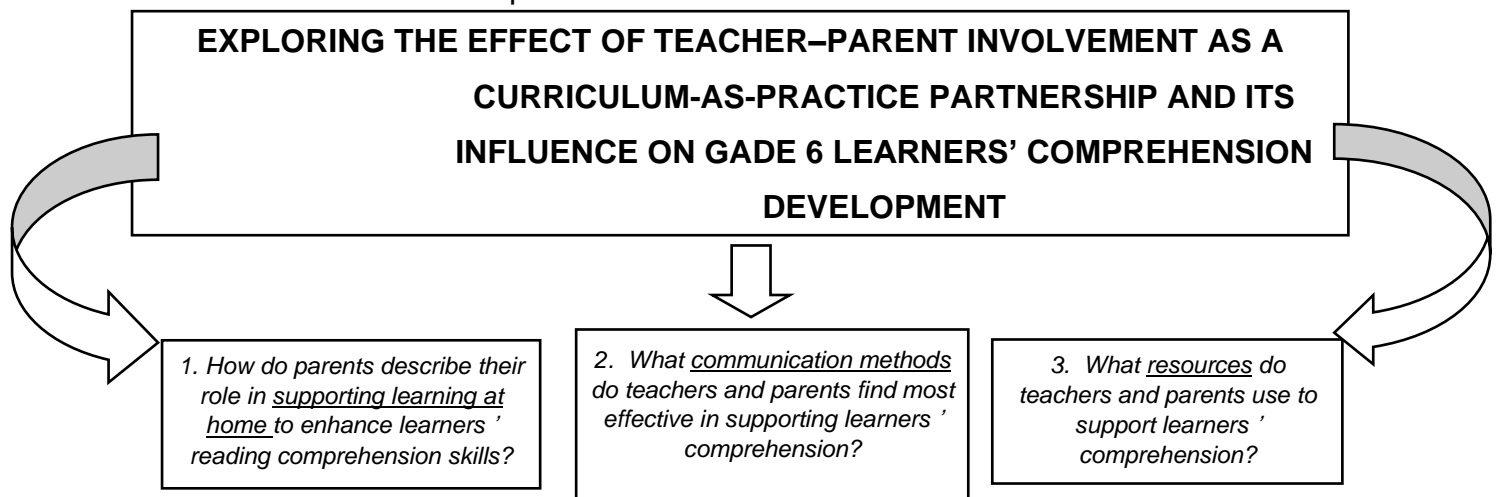 EXPLORING THE EFFECT OF TEACHER–PARENT INVOLVEMENT AS A
CURRICULUM-AS-PRACTICE PARTNERSHIP AND ITS
INFLUENCE ON GADE 6 LEARNERS’ COMPREHENSION
DEVELOPMENT
1. How do parents describe their
role in supporting learning at
home to enhance learners ’
reading comprehension skills?
2. What communication methods
do teachers and parents find most
effective in supporting learners ’
comprehension?
3. What resources do
teachers and parents use to
support learners ’
comprehension?